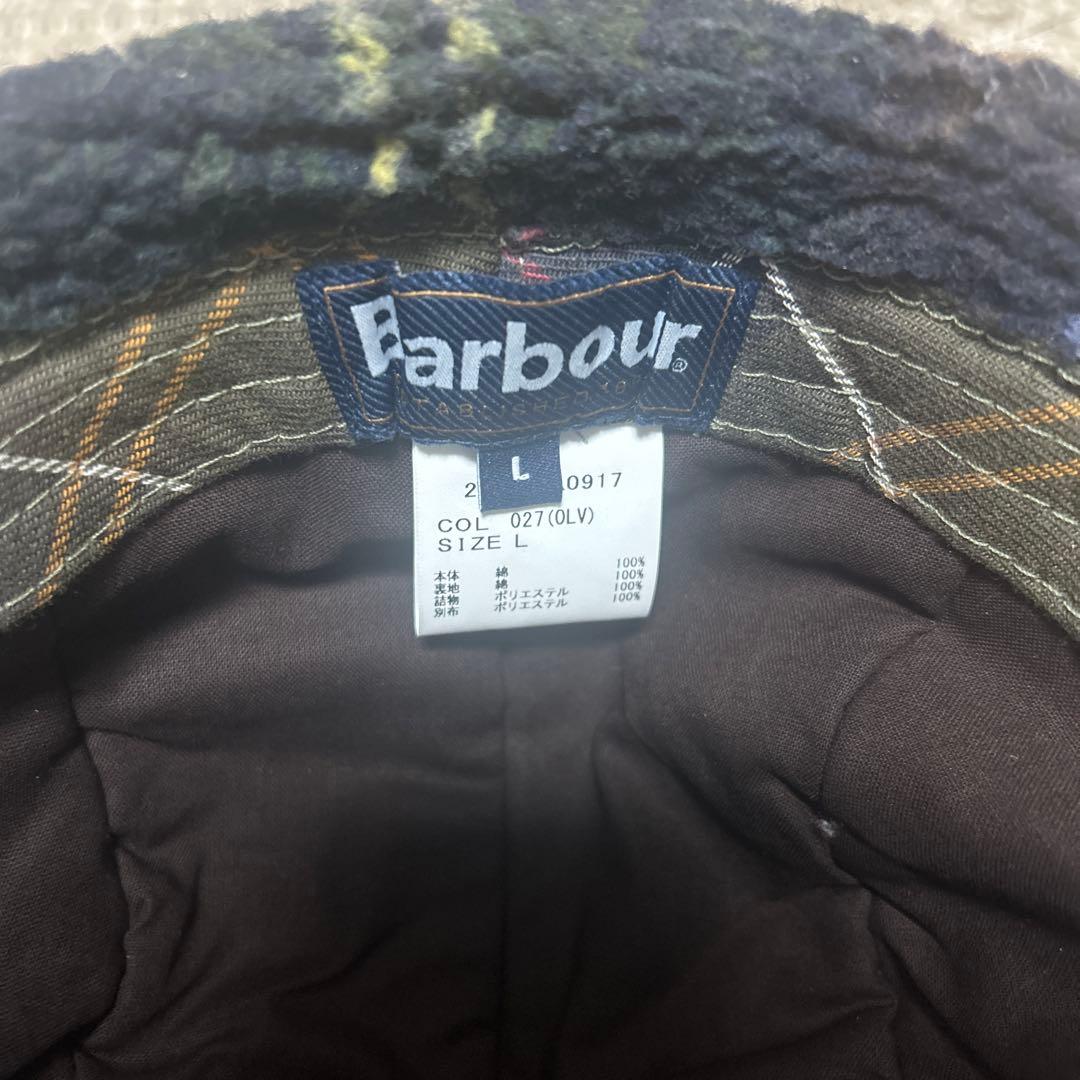 Barbour®
L
0917
COL 027(OLV)
SIZE L
本体 綿 100%
裏地 綿 100%
詰物 ポリエステル 100%
別布 ポリエステル 100%